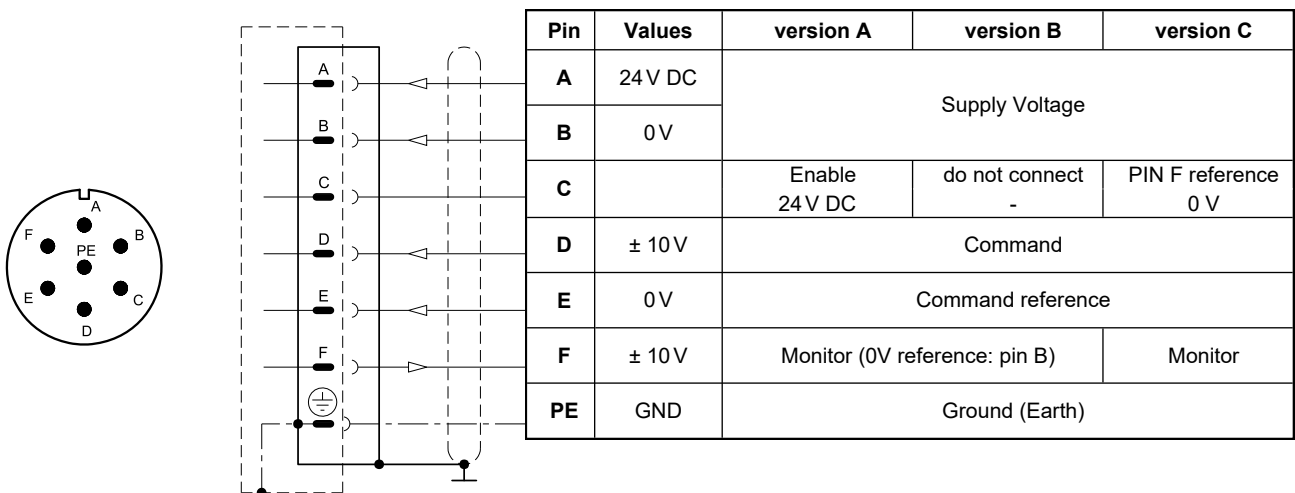 A
F
B
PE
E
C
D
A
B
C
D
E
F
Pin Values version A version B version C
A 24 V DC Supply Voltage
B 0 V
C Enable do not connect PIN F reference
24 V DC - 0 V
D ± 10 V Command
E 0 V Command reference
F ± 10 V Monitor (0V reference: pin B) Monitor
PE GND Ground (Earth)